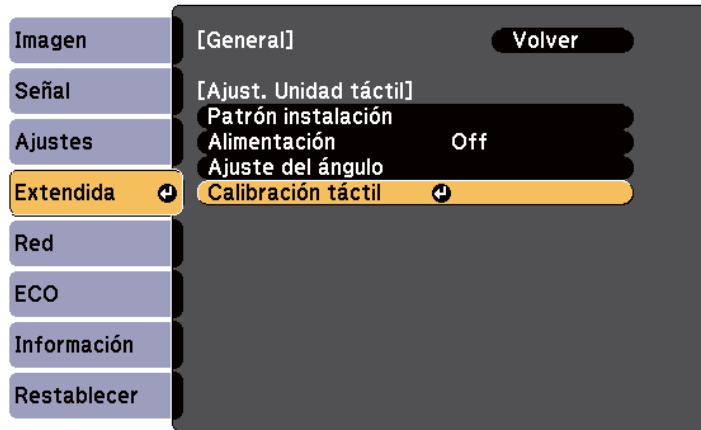 Imagen
Señal
Ajustes
Extendida
Red
ECO
Información
Restablecer
[General] Volver
[Ajust. Unidad táctil]
Patrón instalación
Alimentación Off
Ajuste del ángulo
Calibración táctil